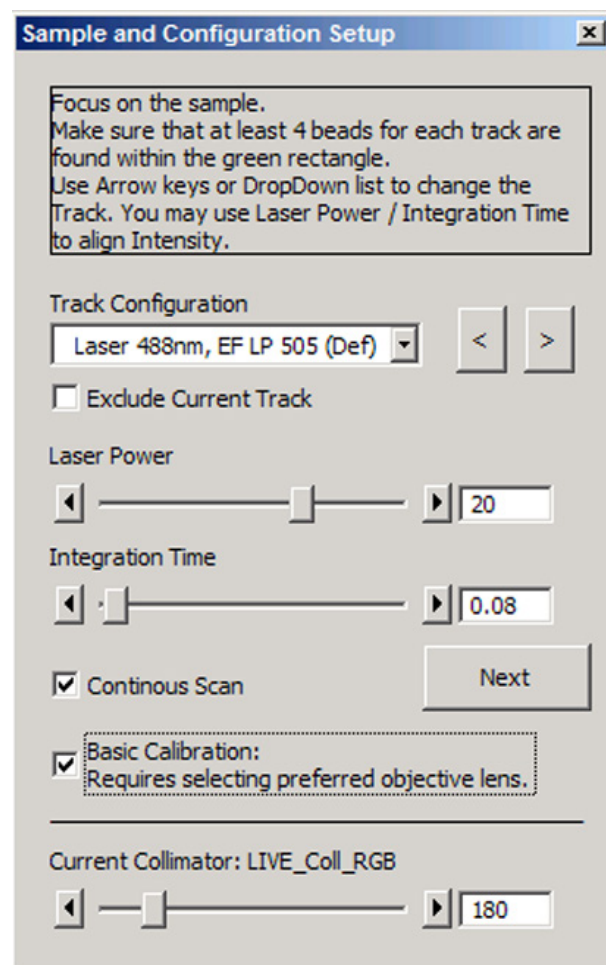 Sample and Configuration Setup
Focus on the sample.
Make sure that at least 4 beads for each track are
found within the green rectangle.
Use Arrow keys or DropDown list to change the
Track. You may use Laser Power / Integration Time
to align Intensity.
Track Configuration
Laser 488nm, EF LP 505 (Def)
< >
Exclude Current Track
Laser Power
20
Integration Time
0.08
Continous Scan
Next
Basic Calibration:
Requires selecting preferred objective lens.
Current Collimator: LIVE_Coll_RGB
180